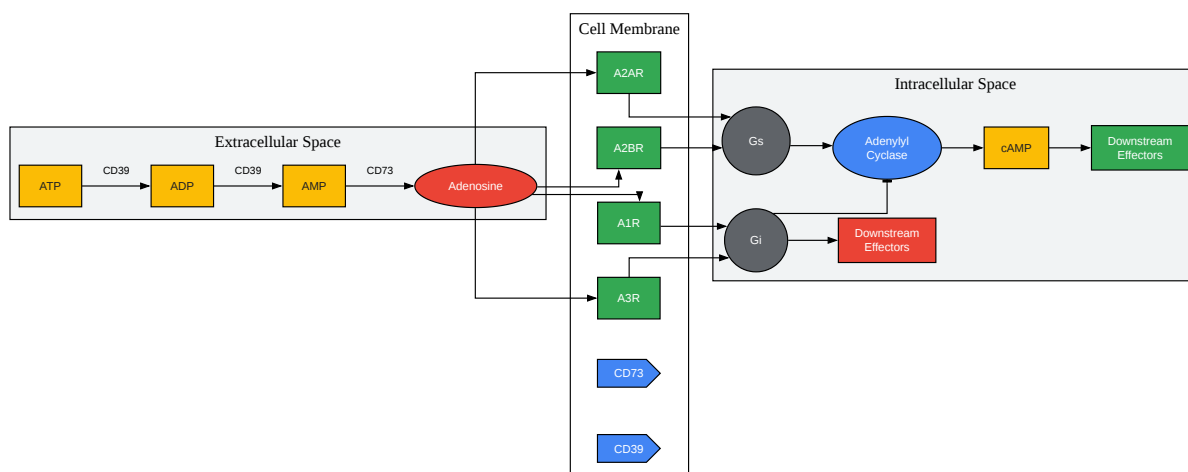 Cell Membrane
A2AR
Intracellular Space
Extracellular Space
A2BR
Gs
Adenylyl
Cyclase
cAMP
Downstream
Effectors
CD39
CD39
CD73
ATP
ADP
AMP
Adenosine
A1R
Gi
Downstream
Effectors
A3R
CD73
CD39